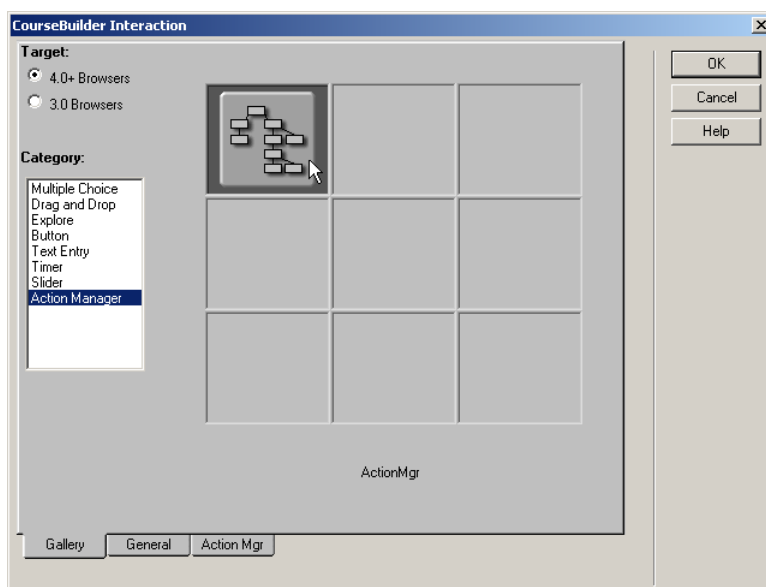 CourseBuilder Interaction
Target:
4.0+ Browsers
3.0 Browsers
Category:
Multiple Choice
Drag and Drop
Explore
Button
Text Entry
Timer
Slider
Action Manager
ActionMgr
OK
Cancel
Help
Gallery
General
Action Mgr